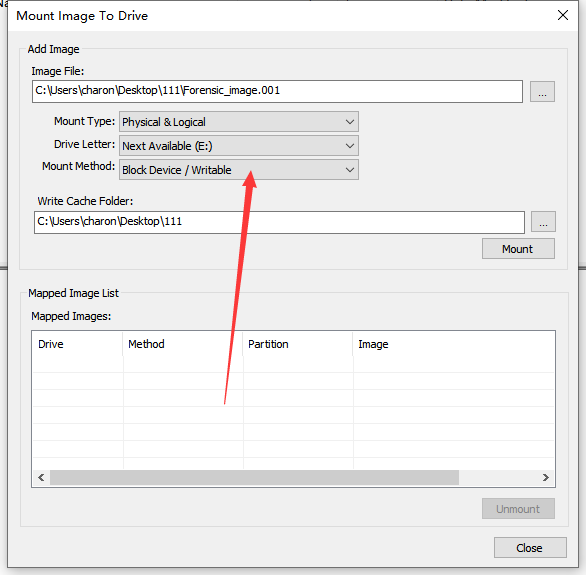 Mount Image To Drive
Add Image
Image File:
C:\Users\charon\Desktop\111\Forensic_image.001
...
Mount Type: Physical & Logical
Drive Letter: Next Available (E:)
Mount Method: Block Device / Writable
Write Cache Folder:
C:\Users\charon\Desktop\111
...
Mount
Mapped Image List
Mapped Images:
Drive Method Partition Image
Unmount
Close